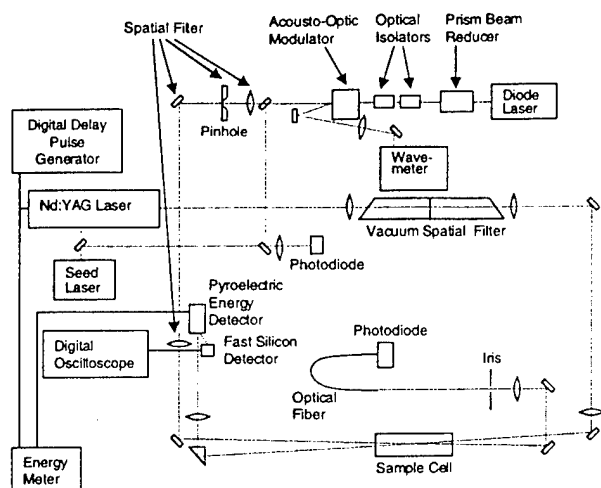 Spatial Filter
Acousto-Optic
Modulator
Optical
Isolators
Prism Beam
Reducer
Diode
Laser
Pinhole
Digital Delay
Pulse
Generator
Wave-
meter
Nd:YAG Laser
Vacuum Spatial Filter
Seed
Laser
Photodiode
Pyroelectric
Energy
Detector
Digital
Oscilloscope
Fast Silicon
Detector
Photodiode
Iris
Optical
Fiber
Energy
Meter
Sample Cell